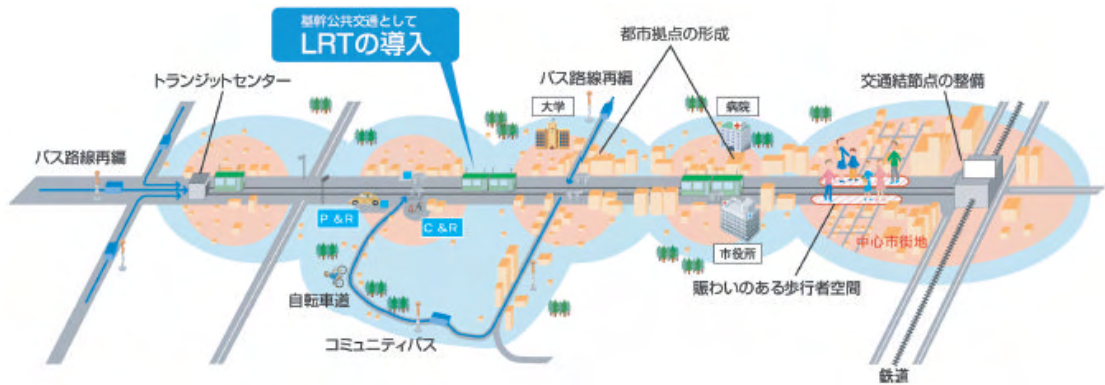 基幹公共交通として
LRTの導入
都市拠点の形成
トランジットセンター
バス路線再編
交通結節点の整備
大学
病院
バス路線再編
P &R
C &R
市役所
中心市街地
賑わいのある歩行者空間
自転車道
コミュニティバス
鉄道